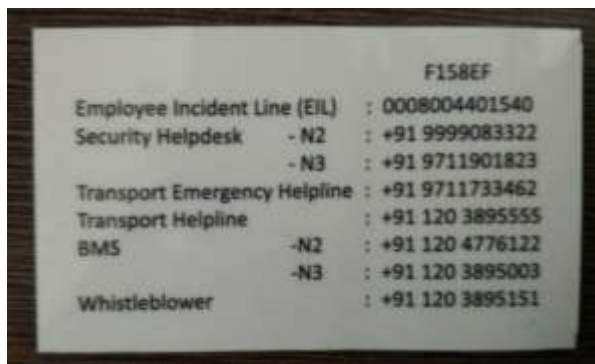 F158EF
Employee Incident Line (EIL) : 0008004401540
Security Helpdesk - N2 : +91 9999083322
- N3 : +91 9711901823
Transport Emergency Helpline : +91 9711733462
Transport Helpline : +91 120 3895555
BMS -N2 : +91 120 4776122
-N3 : +91 120 3895003
Whistleblower : +91 120 3895151